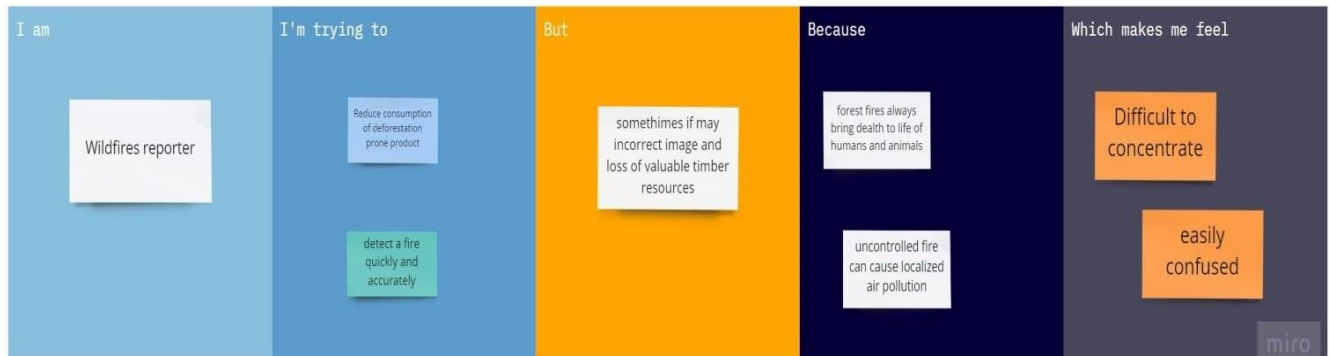 I am
Wildfires reporter
I'm trying to
Reduce consumption
of deforestation
prone product
detect a fire
quickly and
accurately
But
somethimes if may
incorrect image and
loss of valuable timber
resources
Because
forest fires always
bring dealth to life of
humans and animals
uncontrolled fire
can cause localized
air pollution
Which makes me feel
Difficult to
concentrate
easily
confused
miro